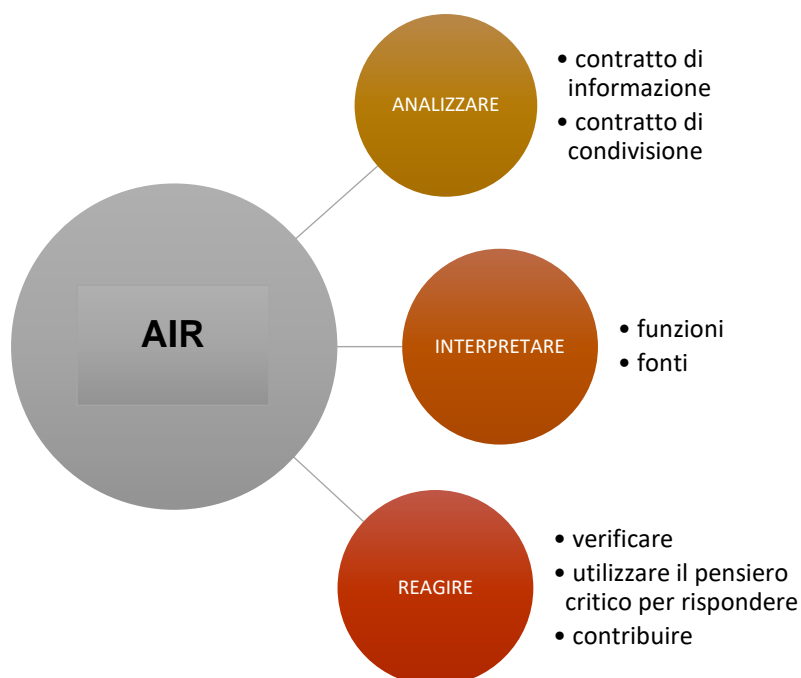 AIR
ANALIZZARE
• contratto di
informazione
• contratto di
condivisione
INTERPRETARE
• funzioni
• fonti
REAGIRE
• verificare
• utilizzare il pensiero
critico per rispondere
• contribuire